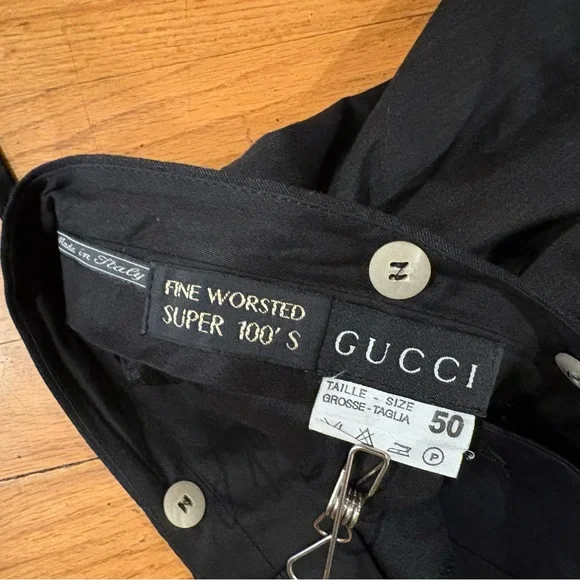 Made in Italy
FINE WORSTED
SUPER 100'S
GUCCI
TAILLE - SIZE
GROSSE - TAGLIA
50
P